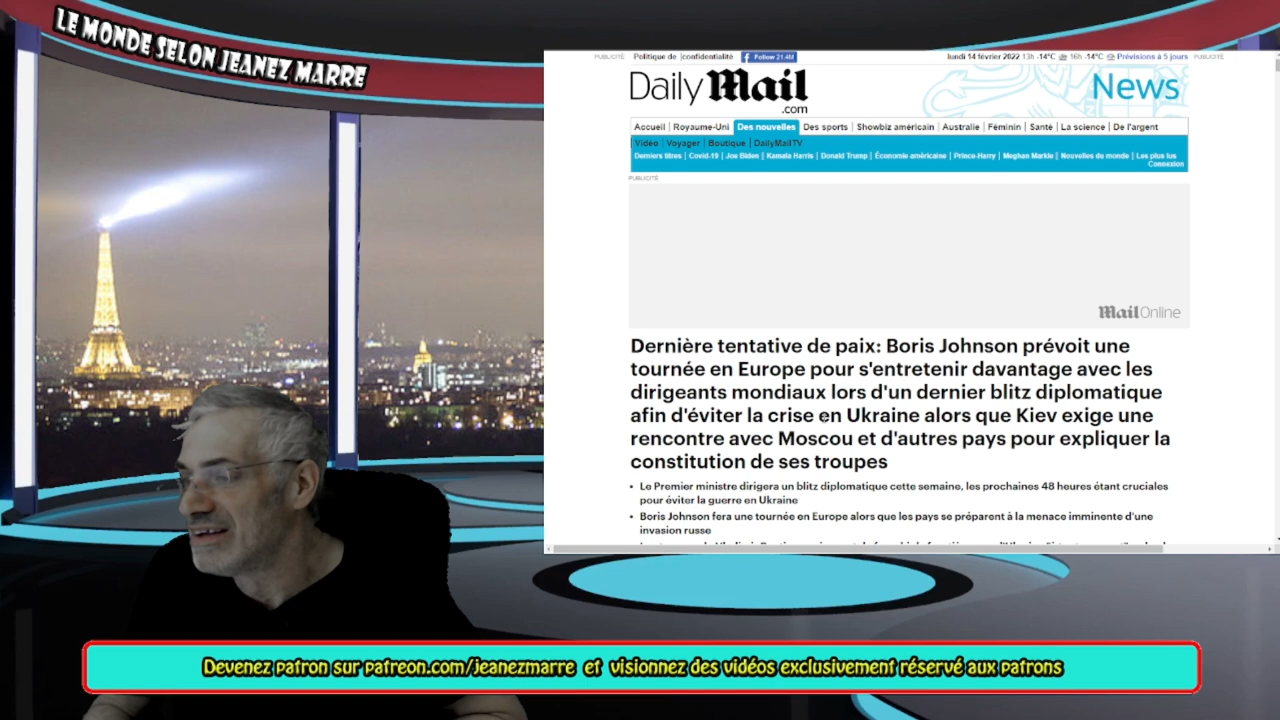 LE MONDE SELON JEANEZ MARRE
PUBLICITÉ Politique de |confidentialité Follow 21.4M lundi 14 février 2022 13h -14°C 16h -14°C Prévisions à 5 jours PUBLICITÉ
Daily Mail
.com
News
Accueil | Royaume-Uni Des nouvelles Des sports | Showbiz américain | Australie | Féminin | Santé | La science | De l'argent
| Vidéo | Voyager | Boutique | DailyMailTV
Derniers titres | Covid-19 | Joe Biden | Kamala Harris | Donald Trump | Économie américaine | Prince-Harry | Meghan Markle | Nouvelles du monde | Les plus lus
Connexion
PUBLICITÉ
MailOnline
Dernière tentative de paix: Boris Johnson prévoit une
tournée en Europe pour s'entretenir davantage avec les
dirigeants mondiaux lors d'un dernier blitz diplomatique
afin d'éviter la crise en Ukraine alors que Kiev exige une
rencontre avec Moscou et d'autres pays pour expliquer la
constitution de ses troupes
• Le Premier ministre dirigera un blitz diplomatique cette semaine, les prochaines 48 heures étant cruciales
pour éviter la guerre en Ukraine
• Boris Johnson fera une tournée en Europe alors que les pays se préparent à la menace imminente d'une
invasion russe
Devenez patron sur patreon.com/jeanezmarre et visionnez des vidéos exclusivement réservé aux patrons